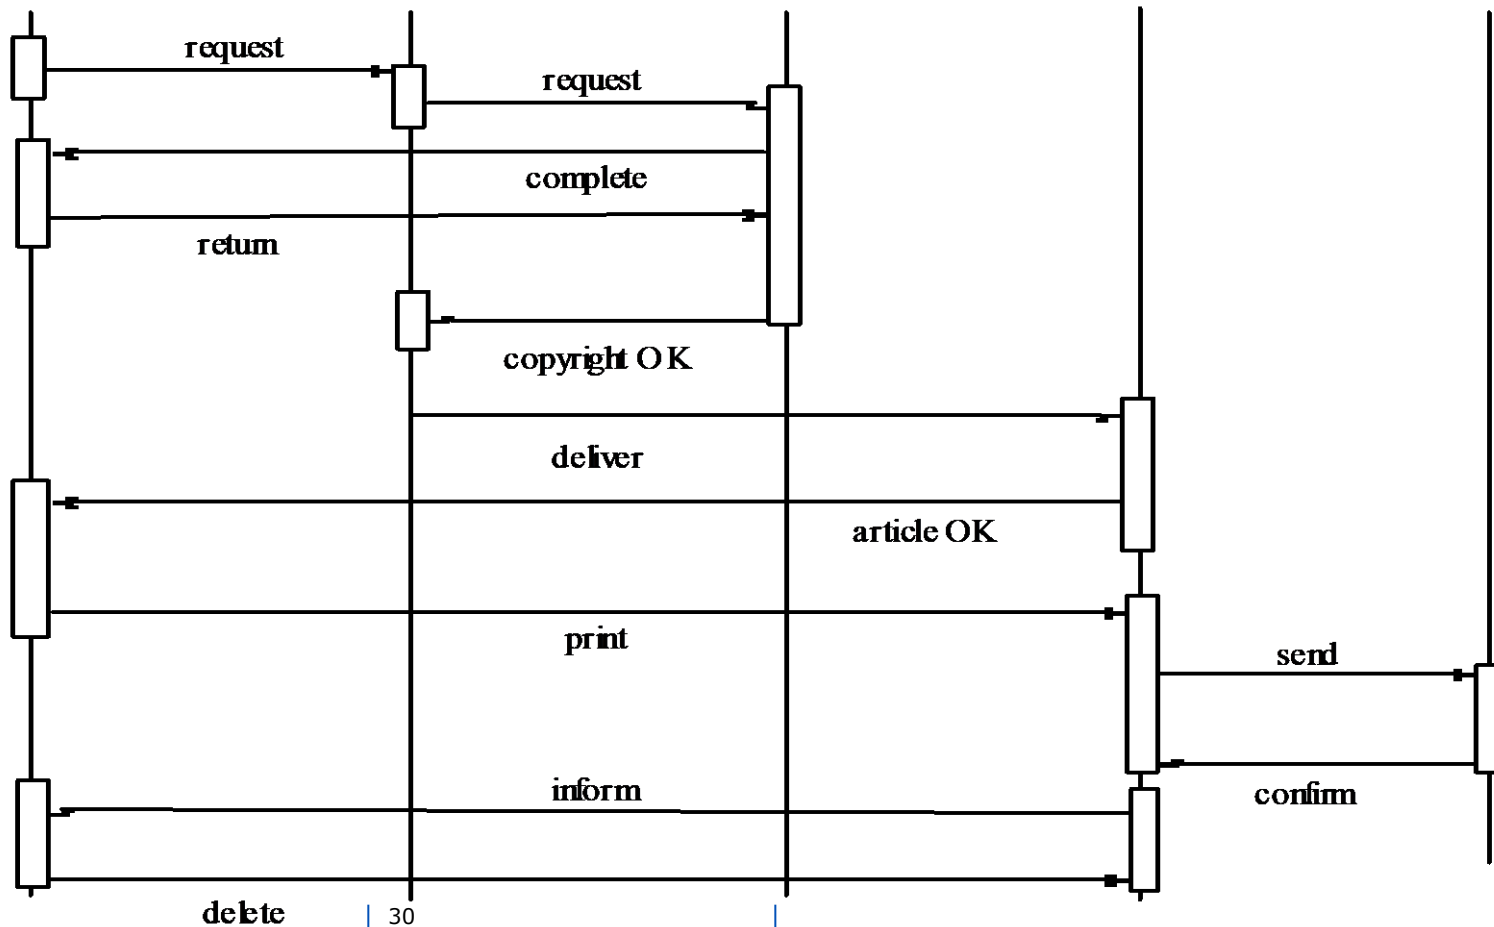 request
request
complete
return
copyright OK
deliver
article OK
print
send
inform
confirm
delete
| 30 |